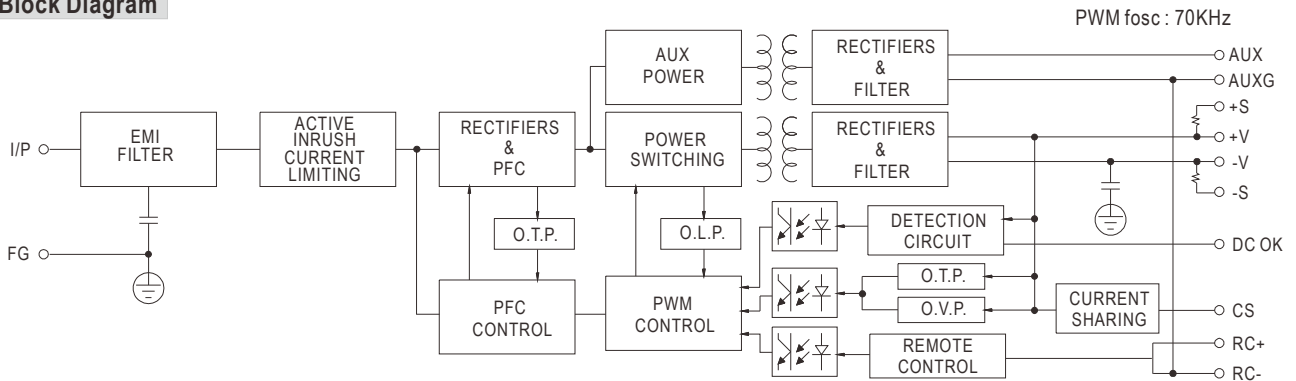 Block Diagram
PWM fosc : 70KHz
I/P
FG
EMI
FILTER
ACTIVE
INRUSH
CURRENT
LIMITING
RECTIFIERS
&
PFC
O.T.P.
PFC
CONTROL
AUX
POWER
POWER
SWITCHING
O.L.P.
PWM
CONTROL
RECTIFIERS
&
FILTER
RECTIFIERS
&
FILTER
DETECTION
CIRCUIT
O.T.P.
O.V.P.
REMOTE
CONTROL
CURRENT
SHARING
AUX
AUXG
+S
+V
-V
-S
DC OK
CS
RC+
RC-